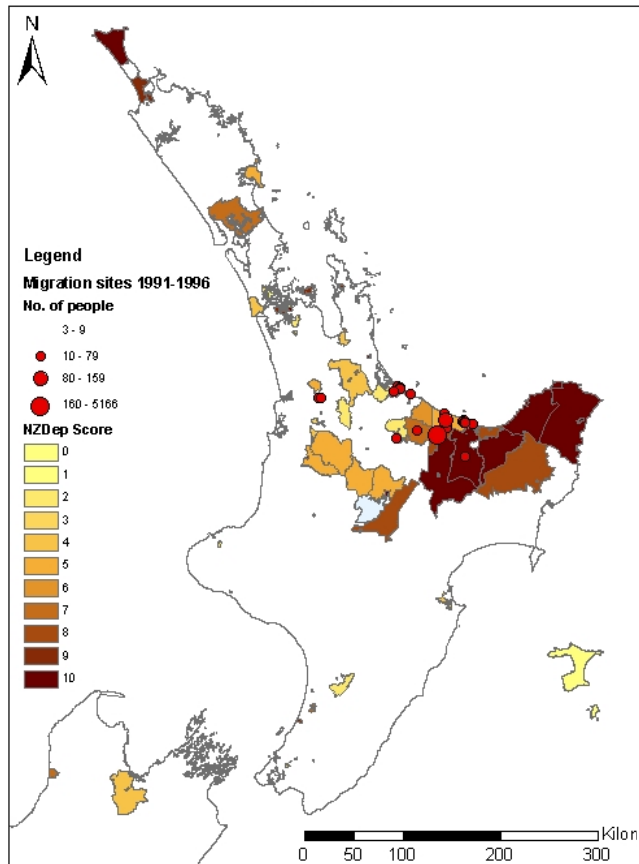 N
Legend
Migration sites 1991-1996
No. of people
3 - 9
10 - 79
80 - 159
160 - 5166
NZDep Score
0
1
2
3
4
5
6
7
8
9
10
Kilon
0 50 100 200 300